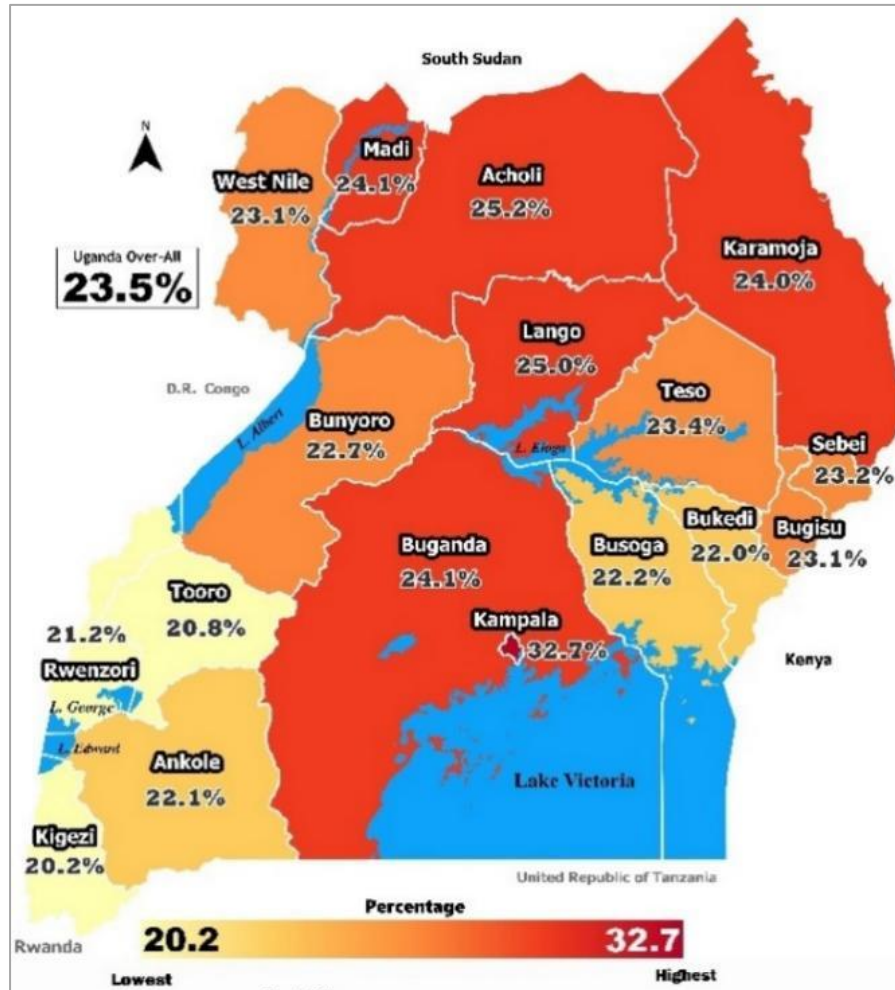 South Sudan
N
Madi
24.1%
West Nile
23.1%
Acholi
25.2%
Karamoja
24.0%
Uganda Over-All
23.5%
Lango
25.0%
D.R. Congo
L. Albert
Bunyoro
22.7%
Teso
23.4%
L. Kioga
Sebei
23.2%
Bukedi
22.0%
Bugisu
23.1%
Buganda
24.1%
Busoga
22.2%
Tooro
20.8%
21.2%
Rwenzori
Kampala
32.7%
Kenya
L. George
L. Edward
Ankole
22.1%
Lake Victoria
Kigezi
20.2%
United Republic of Tanzania
Percentage
20.2
32.7
Rwanda
Lowest
Highest